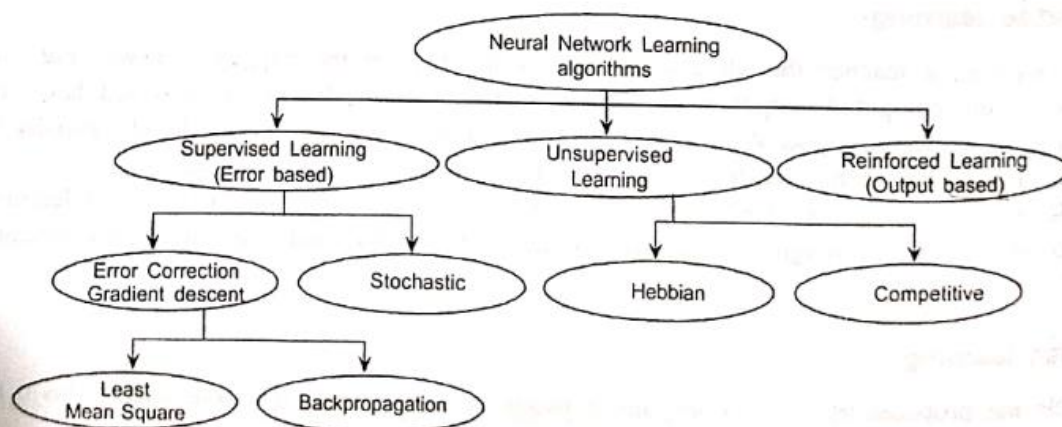 Neural Network Learning
algorithms
Supervised Learning
(Error based)
Unsupervised
Learning
Reinforced Learning
(Output based)
Error Correction
Gradient descent
Stochastic
Hebbian
Competitive
Least
Mean Square
Backpropagation